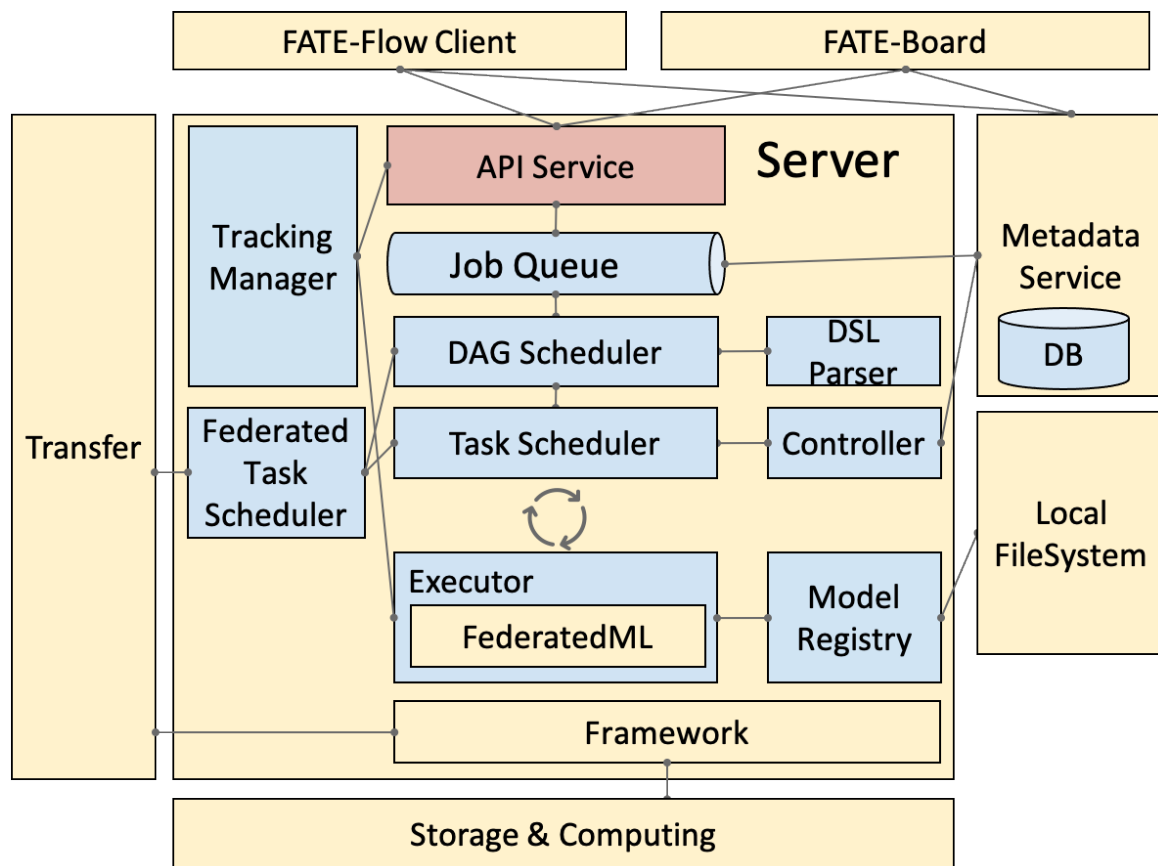 FATE-Flow Client
FATE-Board
Server
API Service
Tracking
Manager
Job Queue
Metadata
Service
DB
DAG Scheduler
DSL
Parser
Transfer
Federated
Task
Scheduler
Task Scheduler
Controller
Local
FileSystem
Executor
FederatedML
Model
Registry
Framework
Storage & Computing